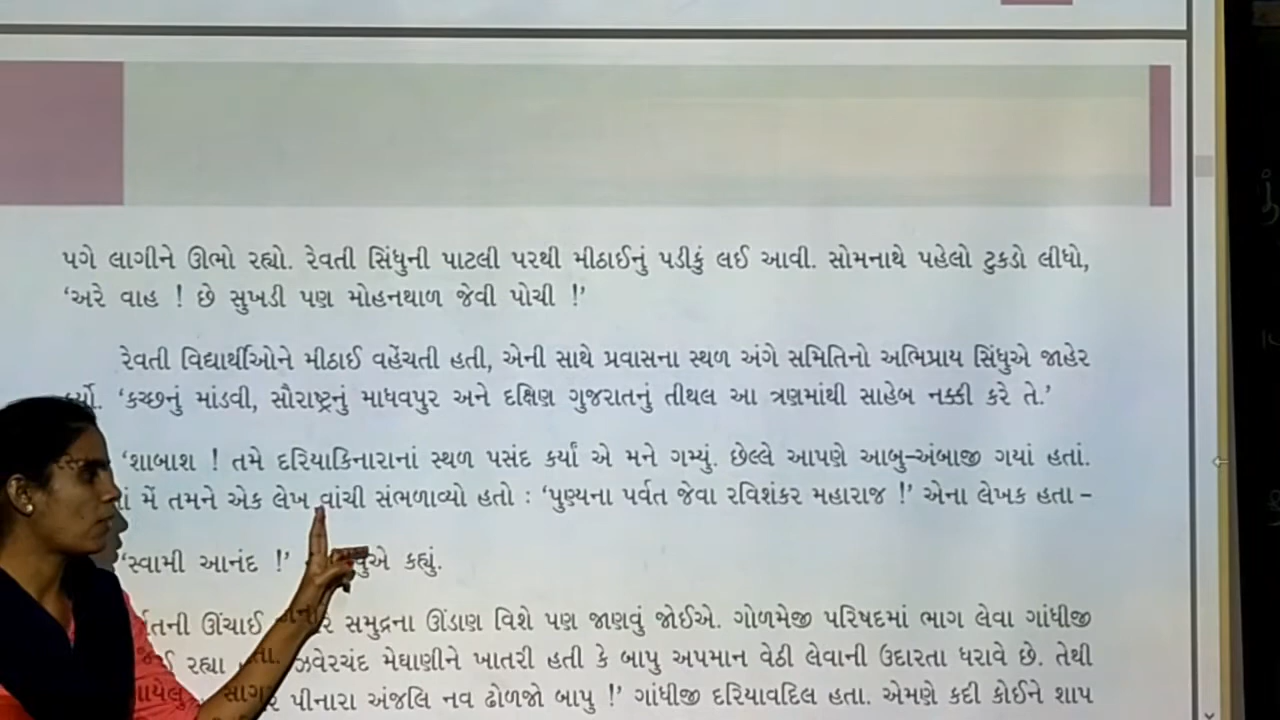 પગે લાગીને ઊભો રહ્યો. રેવતી સિંધુની પાટલી પરથી મીઠાઈનું પડીકું લઈ આવી. સોમનાથે પહેલો ટુકડો લીધો,
‘અરે વાહ ! છે સુખડી પણ મોહનથાળ જેવી પોચી !’
રેવતી વિદ્યાર્થીઓને મીઠાઈ વહેંચતી હતી, એની સાથે પ્રવાસના સ્થળ અંગે સમિતિનો અભિપ્રાય સિંધુએ જાહેર
‘કચ્છનું માંડવી, સૌરાષ્ટ્રનું માધવપુર અને દક્ષિણ ગુજરાતનું તીથલ આ ત્રણમાંથી સાહેબ નક્કી કરે તે.’
‘શાબાશ ! તમે દરિયાકિનારાનાં સ્થળ પસંદ કર્યાં એ મને ગમ્યું. છેલ્લે આપણે આબુ-અંબાજી ગયાં હતાં.
મેં તમને એક લેખ વાંચી સંભળાવ્યો હતો : ‘પુણ્યના પર્વત જેવા રવિશંકર મહારાજ !’ એના લેખક હતા –
‘સ્વામી આનંદ !’ કહ્યું.
ઊંચાઈ સમુદ્રના ઊંડાણ વિશે પણ જાણવું જોઈએ. ગોળમેજી પરિષદમાં ભાગ લેવા ગાંધીજી
રહ્યા ઝવેરચંદ મેઘાણીને ખાતરી હતી કે બાપુ અપમાન વેઠી લેવાની ઉદારતા ધરાવે છે. તેથી
પીનારા અંજલિ નવ ઢોળજો બાપુ !’ ગાંધીજી દરિયાવદિલ હતા. એમણે કદી કોઈને શાપ